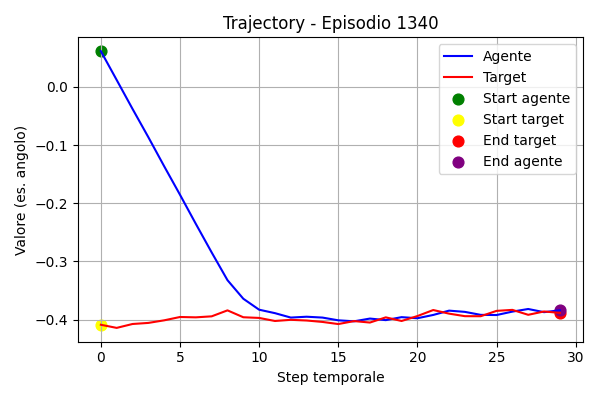 Trajectory - Episodio 1340
Agente
Target
Start agente
Start target
End target
End agente
Valore (es. angolo)
0.0
−0.1
−0.2
−0.3
−0.4
0 5 10 15 20 25 30
Step temporale